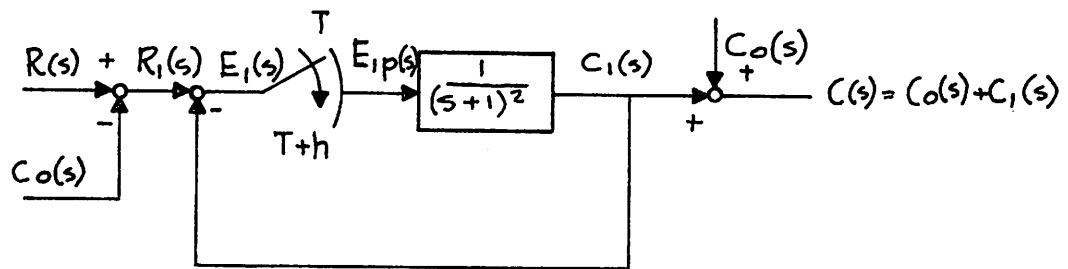 T
R(s) + R₁(s) E₁(s) E₁p(s) C₁(s) C₀(s)
+
1
(s+1)²
C(s) = C₀(s) + C₁(s)
- - +
T+h
C₀(s)